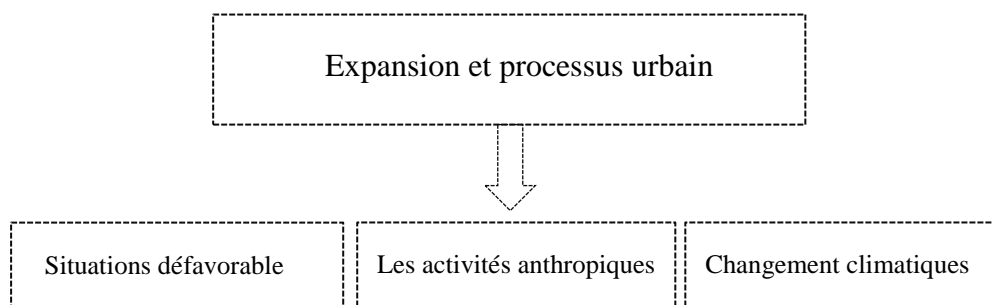 Expansion et processus urbain
Situations défavorable
Les activités anthropiques
Changement climatiques